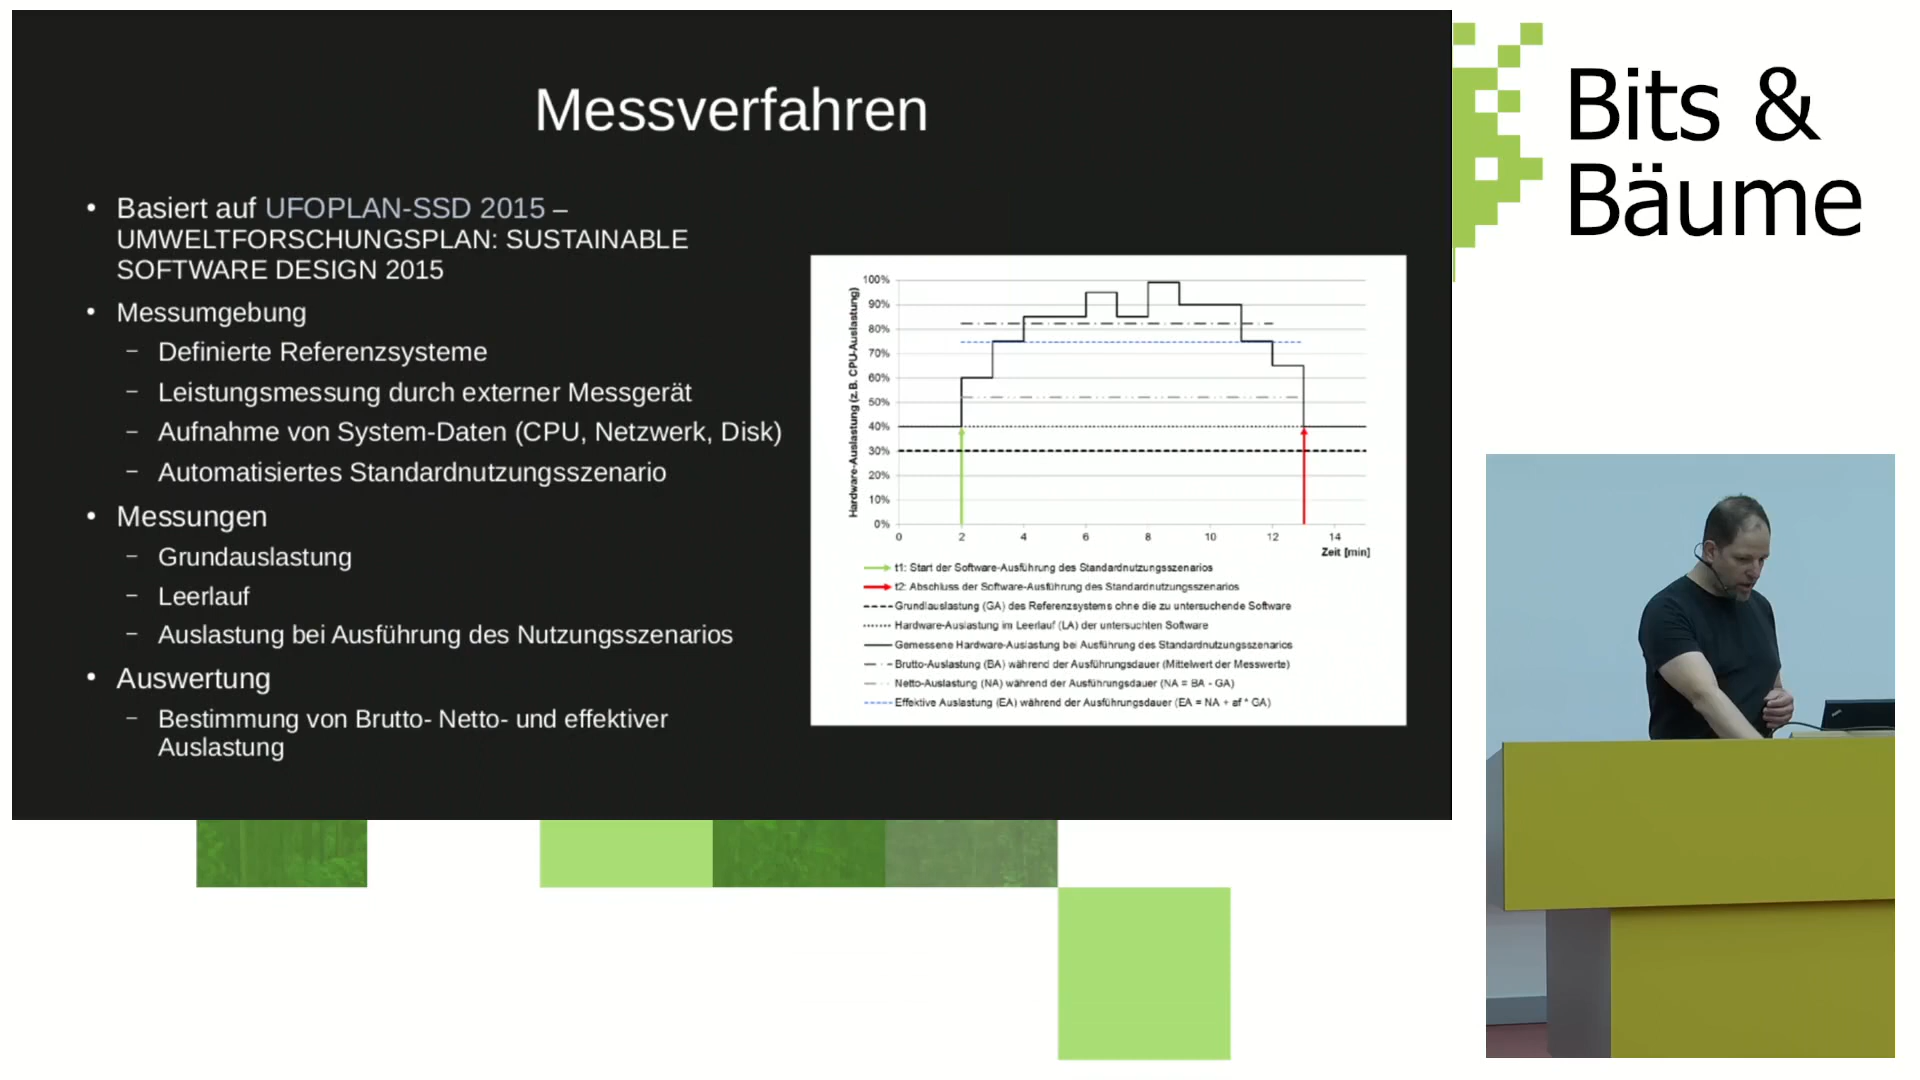 Messverfahren
• Basiert auf UFOPLAN-SSD 2015 –
UMWELTFORSCHUNGSPLAN: SUSTAINABLE
SOFTWARE DESIGN 2015
• Messumgebung
– Definierte Referenzsysteme
– Leistungsmessung durch externer Messgerät
– Aufnahme von System-Daten (CPU, Netzwerk, Disk)
– Automatisiertes Standardnutzungsszenario
• Messungen
– Grundauslastung
– Leerlauf
– Auslastung bei Ausführung des Nutzungsszenarios
• Auswertung
– Bestimmung von Brutto- Netto- und effektiver
Auslastung
Hardware-Auslastung (z.B. CPU-Auslastung)
100%
90%
80%
70%
60%
50%
40%
30%
20%
10%
0%
0 2 4 6 8 10 12 14
Zeit [min]
t1: Start der Software-Ausführung des Standardnutzungsszenarios
t2: Abschluss der Software-Ausführung des Standardnutzungsszenarios
Grundlauslastung (GA) des Referenzsystems ohne die zu untersuchende Software
Hardware-Auslastung im Leerlauf (LA) der untersuchten Software
Gemessene Hardware-Auslastung bei Ausführung des Standardnutzungsszenarios
Brutto-Auslastung (BA) während der Ausführungsdauer (Mittelwert der Messwerte)
Netto-Auslastung (NA) während der Ausführungsdauer (NA = BA - GA)
Effektive Auslastung (EA) während der Ausführungsdauer (EA = NA + af * GA)
Bits &
Bäume